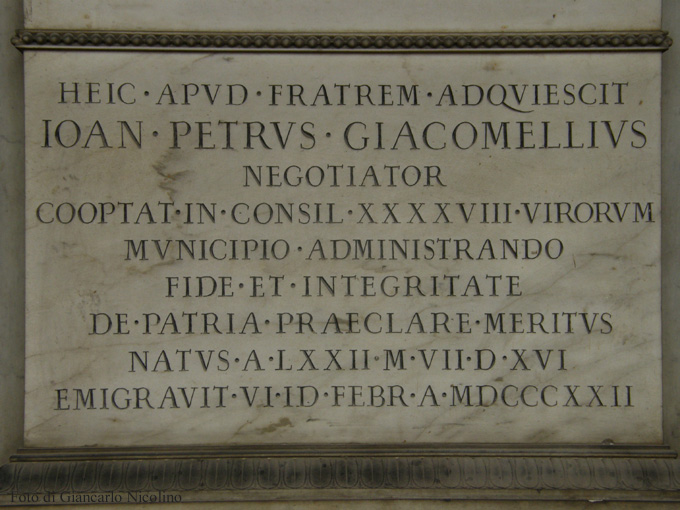 HEIC·APVD·FRATREM·ADQVIESCIT
IOAN·PETRVS·GIACOMELLIVS
NEGOTIATOR
COOPTAT·IN·CONSIL·XXXXVIII·VIRORVM
MVNICIPIO·ADMINISTRANDO
FIDE·ET·INTEGRITATE
DE·PATRIA·PRAECLARE·MERITVS
NATVS·A·LXXII·M·VII·D·XVI
EMIGRAVIT·VI·ID·FEBR·A·MDCCCXXII
Foto di Giancarlo Nicolino